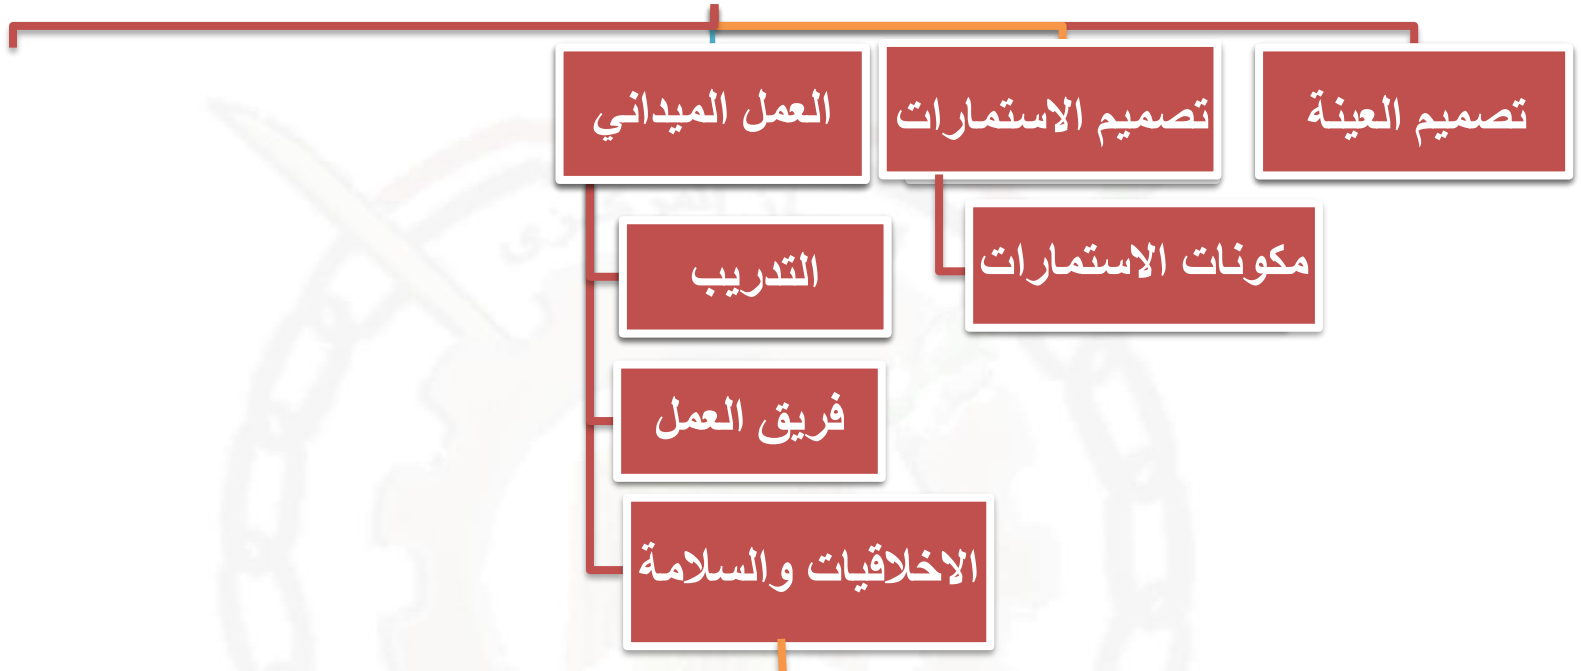 تصميم العينة
تصميم الاستمارات
العمل الميداني
مكونات الاستمارات
التدريب
فريق العمل
الاخلاقيات والسلامة